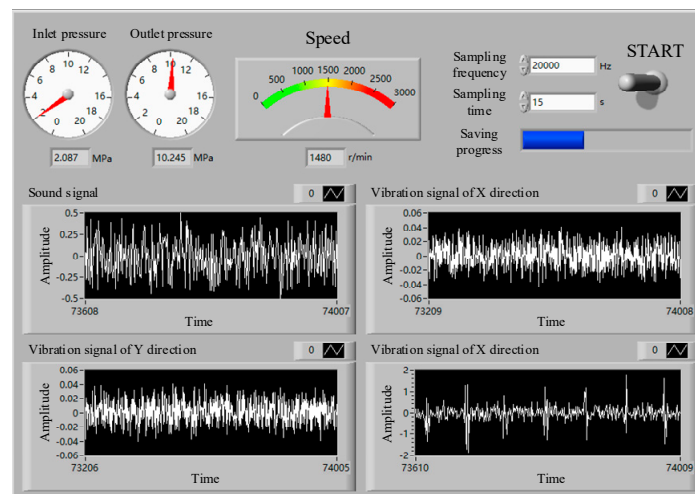 Inlet pressure
Outlet pressure
Speed
0 2 4 6 8 10 12 14 16 18 20
2.087 MPa
0 2 4 6 8 10 12 14 16 18 20
10.245 MPa
0 500 1000 1500 2000 2500 3000
1480 r/min
Sampling
frequency
20000 Hz
Sampling
time
15 s
Saving
progress
START
Sound signal
0
Amplitude
0.5
0.25
0
-0.25
-0.5
73608
74007
Time
Vibration signal of X direction
0
Amplitude
0.06
0.04
0.02
0
-0.02
-0.04
-0.06
73209
74008
Time
Vibration signal of Y direction
0
Amplitude
0.06
0.04
0.02
0
-0.02
-0.04
-0.06
73206
74005
Time
Vibration signal of X direction
0
Amplitude
2
1
0
-1
-2
73610
74009
Time